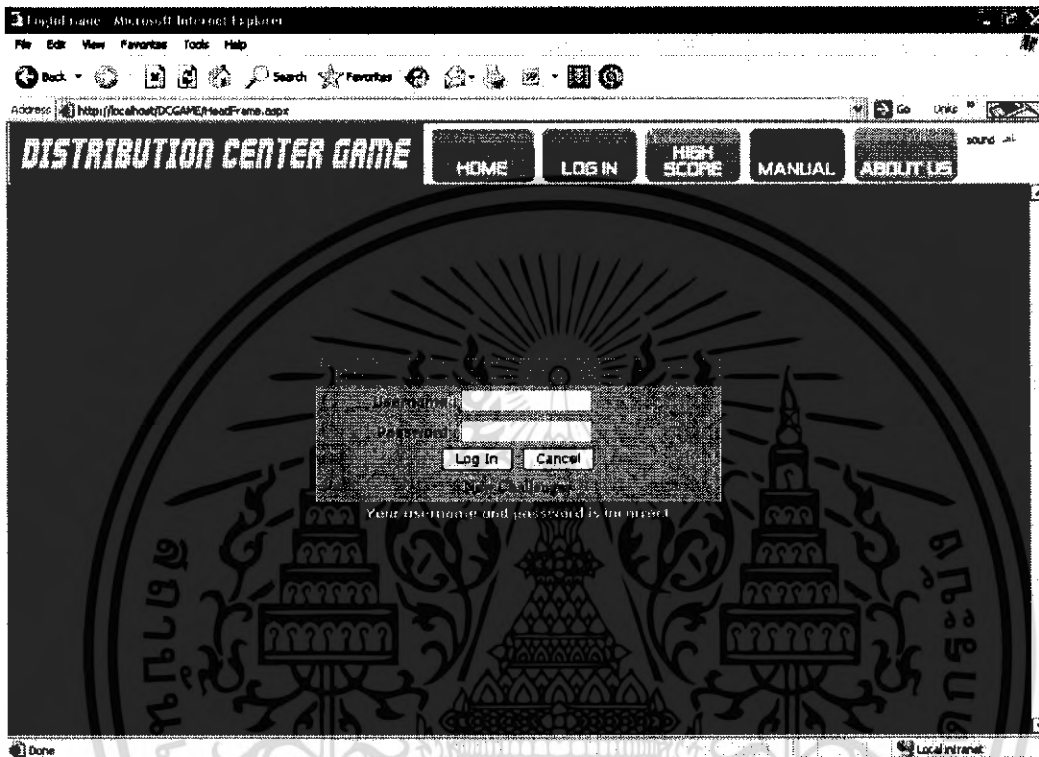 LoginFrame - Microsoft Internet Explorer
File Edit View Favorites Tools Help
Back Search Favorites
Address http://localhost/DCGAME/HeadFrame.aspx Go Links »
DISTRIBUTION CENTER GAME
HOME
LOG IN
HIGH SCORE
MANUAL
ABOUT US
sound
Username
Password
Log In Cancel
Your username and password is incorrect
Done Local intranet